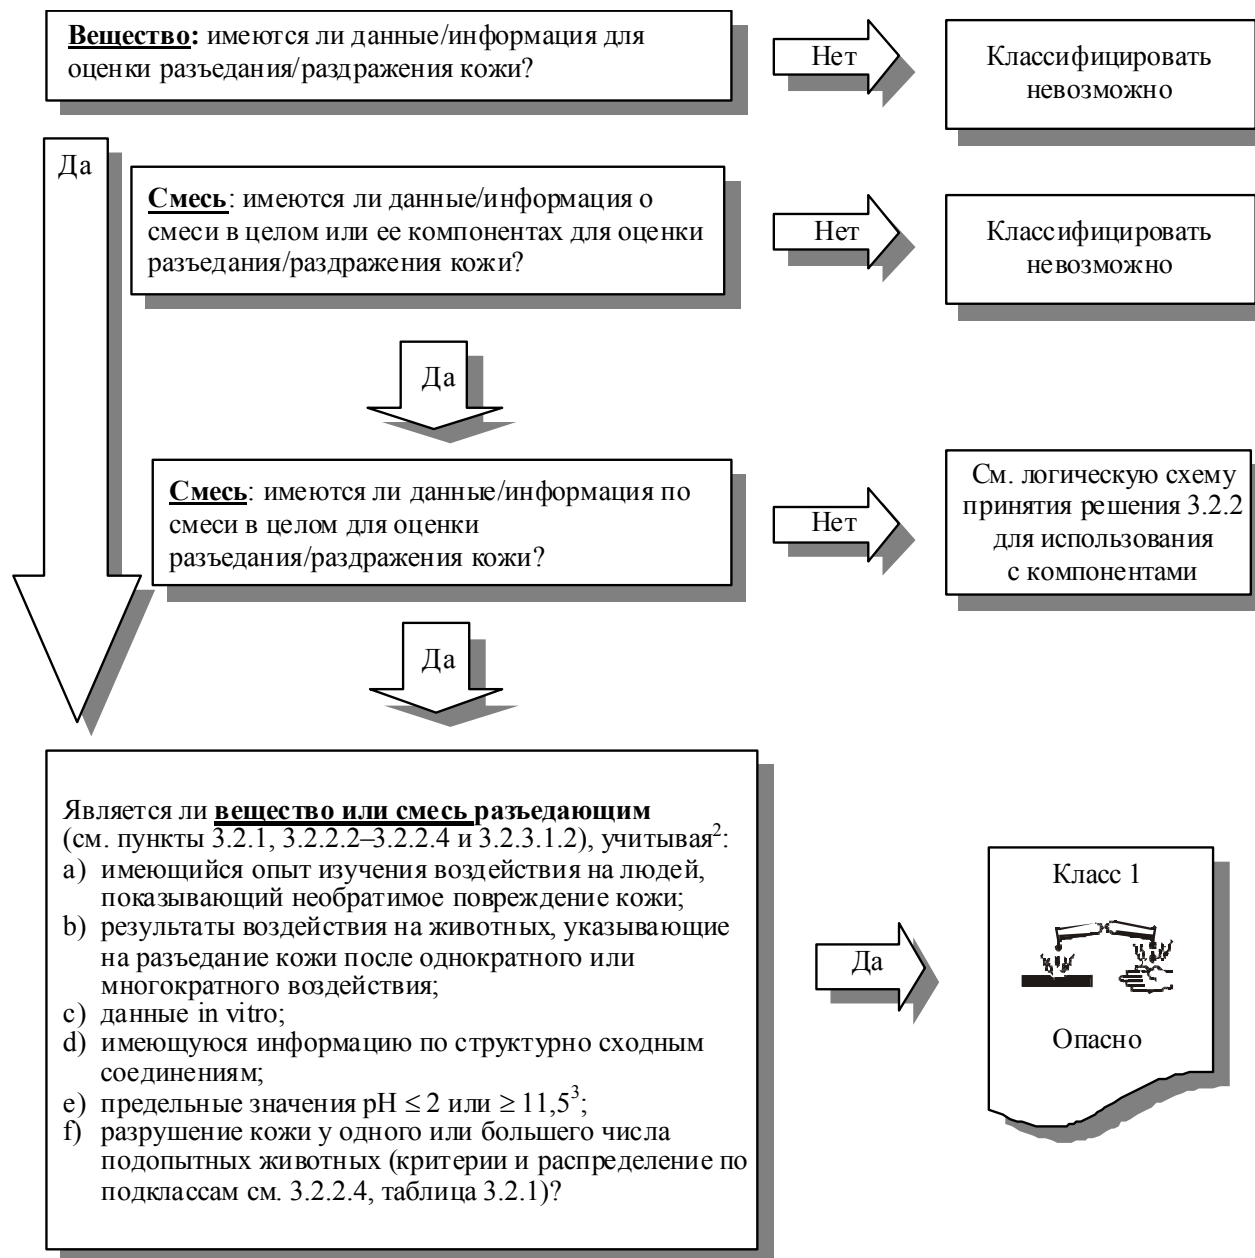 Вещество: имеются ли данные/информация для
оценки разъедания/раздражения кожи?
Нет
Классифицировать
невозможно
Да
Смесь: имеются ли данные/информация о
смеси в целом или ее компонентах для оценки
разъедания/раздражения кожи?
Нет
Классифицировать
невозможно
Да
Смесь: имеются ли данные/информация по
смеси в целом для оценки
разъедания/раздражения кожи?
Нет
См. логическую схему
принятия решения 3.2.2
для использования
с компонентами
Да
Является ли вещество или смесь разъедающим
(см. пункты 3.2.1, 3.2.2.2–3.2.2.4 и 3.2.3.1.2), учитывая²:
a) имеющийся опыт изучения воздействия на людей,
показывающий необратимое повреждение кожи;
b) результаты воздействия на животных, указывающие
на разъедание кожи после однократного или
многократного воздействия;
c) данные in vitro;
d) имеющуюся информацию по структурно сходным
соединениям;
e) предельные значения pH ≤ 2 или ≥ 11,5³;
f) разрушение кожи у одного или большего числа
подопытных животных (критерии и распределение по
подклассам см. 3.2.2.4, таблица 3.2.1)?
Да
Класс 1
Опасно